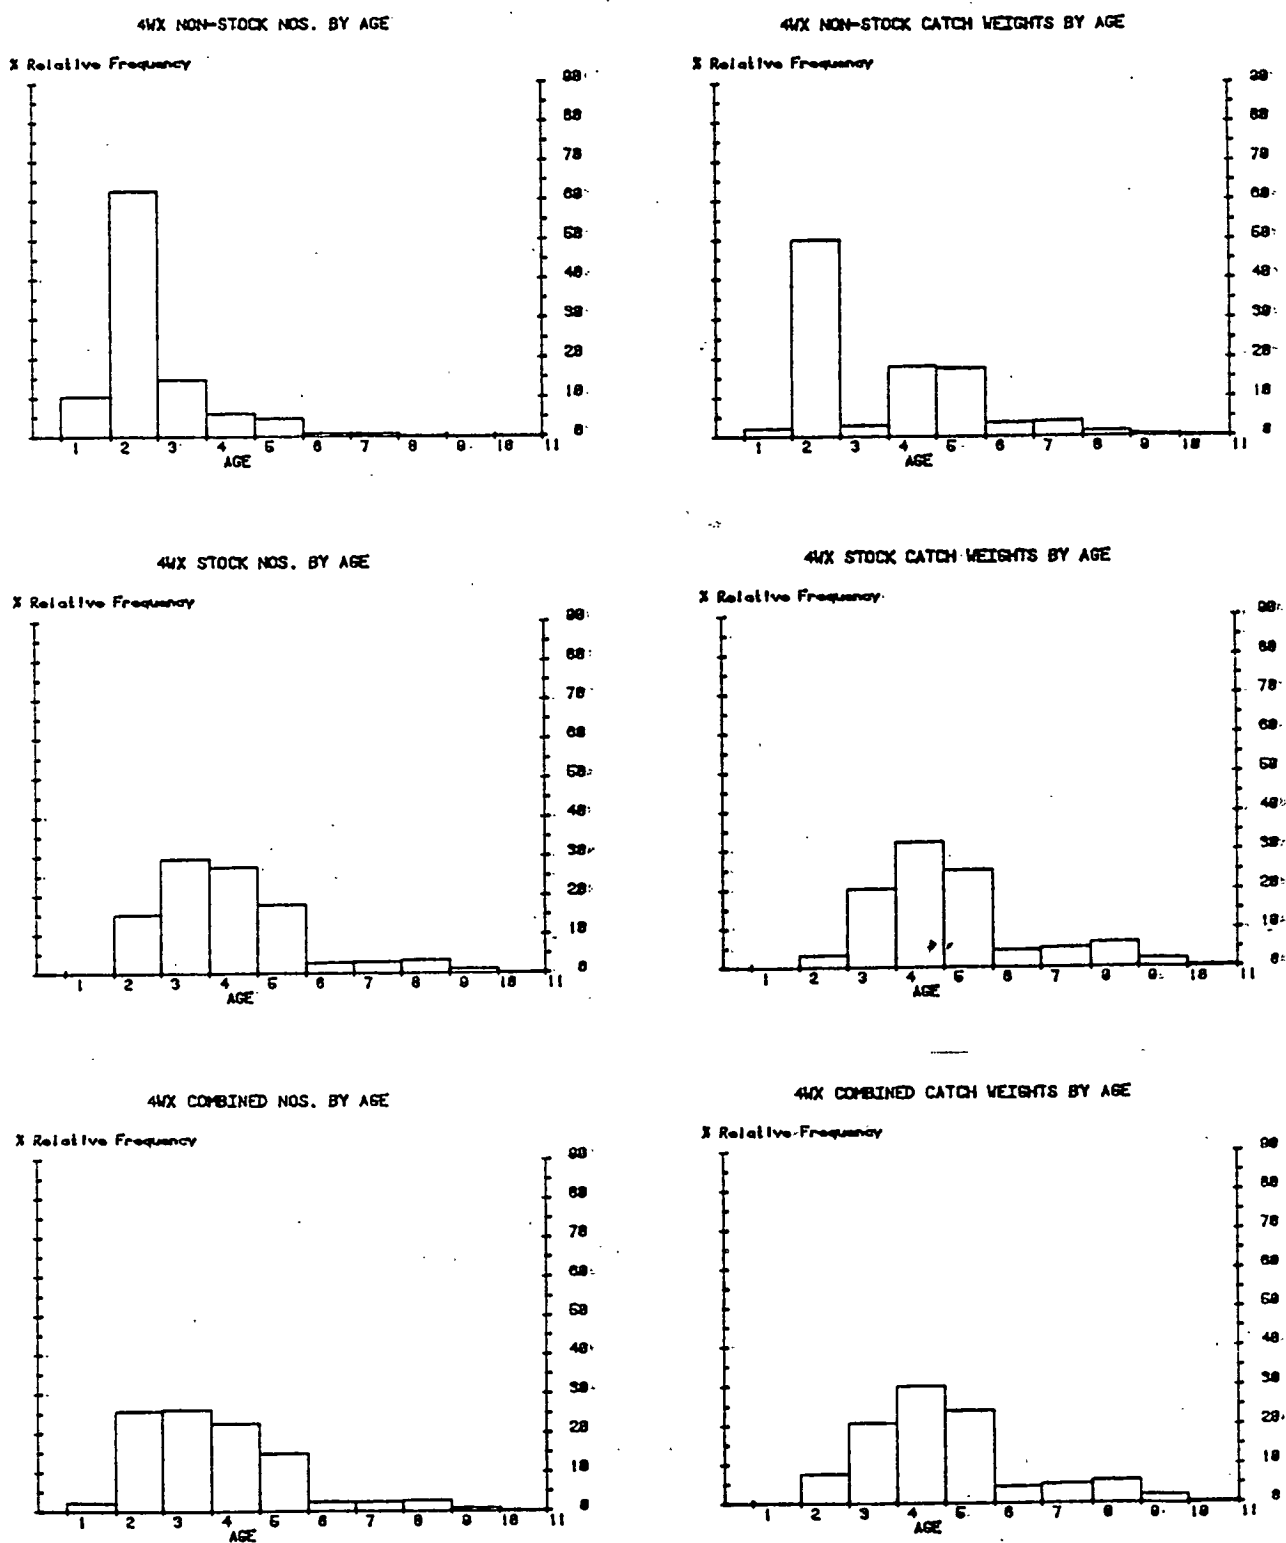 4WX NON-STOCK NOS. BY AGE
% Relative Frequency
90
80
70
60
50
40
30
20
10
0
1 2 3 4 5 6 7 8 9 10 11
AGE
4WX NON-STOCK CATCH WEIGHTS BY AGE
% Relative Frequency
90
80
70
60
50
40
30
20
10
0
1 2 3 4 5 6 7 8 9 10 11
AGE
4WX STOCK NOS. BY AGE
% Relative Frequency
90
80
70
60
50
40
30
20
10
0
1 2 3 4 5 6 7 8 9 10 11
AGE
4WX STOCK CATCH WEIGHTS BY AGE
% Relative Frequency
90
80
70
60
50
40
30
20
10
0
1 2 3 4 5 6 7 8 9 10 11
AGE
4WX COMBINED NOS. BY AGE
% Relative Frequency
90
80
70
60
50
40
30
20
10
0
1 2 3 4 5 6 7 8 9 10 11
AGE
4WX COMBINED CATCH WEIGHTS BY AGE
% Relative Frequency
90
80
70
60
50
40
30
20
10
0
1 2 3 4 5 6 7 8 9 10 11
AGE